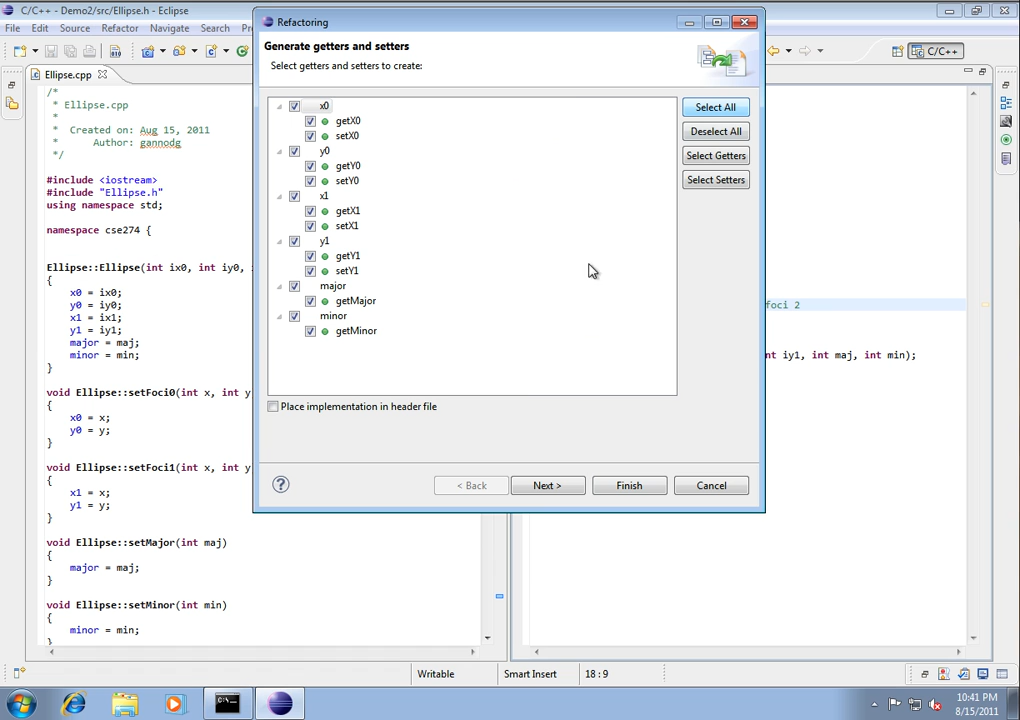 C/C++ - Demo2/src/Ellipse.h - Eclipse
File Edit Source Refactor Navigate Search
Refactoring
Generate getters and setters
Select getters and setters to create:
C/C++
Ellipse.cpp
/*
* Ellipse.cpp
*
* Created on: Aug 15, 2011
* Author: gannodg
*/
#include <iostream>
#include "Ellipse.h"
using namespace std;
namespace cse274 {
Ellipse::Ellipse(int ix0, int iy0,
{
x0 = ix0;
y0 = iy0;
x1 = ix1;
y1 = iy1;
major = maj;
minor = min;
}
void Ellipse::setFoci0(int x, int y
{
x0 = x;
y0 = y;
}
void Ellipse::setFoci1(int x, int y
{
x1 = x;
y1 = y;
}
void Ellipse::setMajor(int maj)
{
major = maj;
}
void Ellipse::setMinor(int min)
{
minor = min;
}
x0
getX0
setX0
y0
getY0
setY0
x1
getX1
setX1
y1
getY1
setY1
major
getMajor
minor
getMinor
Select All
Deselect All
Select Getters
Select Setters
Place implementation in header file
?
< Back
Next >
Finish
Cancel
foci 2
nt iy1, int maj, int min);
Writable
Smart Insert
18 : 9
C:\_
10:41 PM
8/15/2011